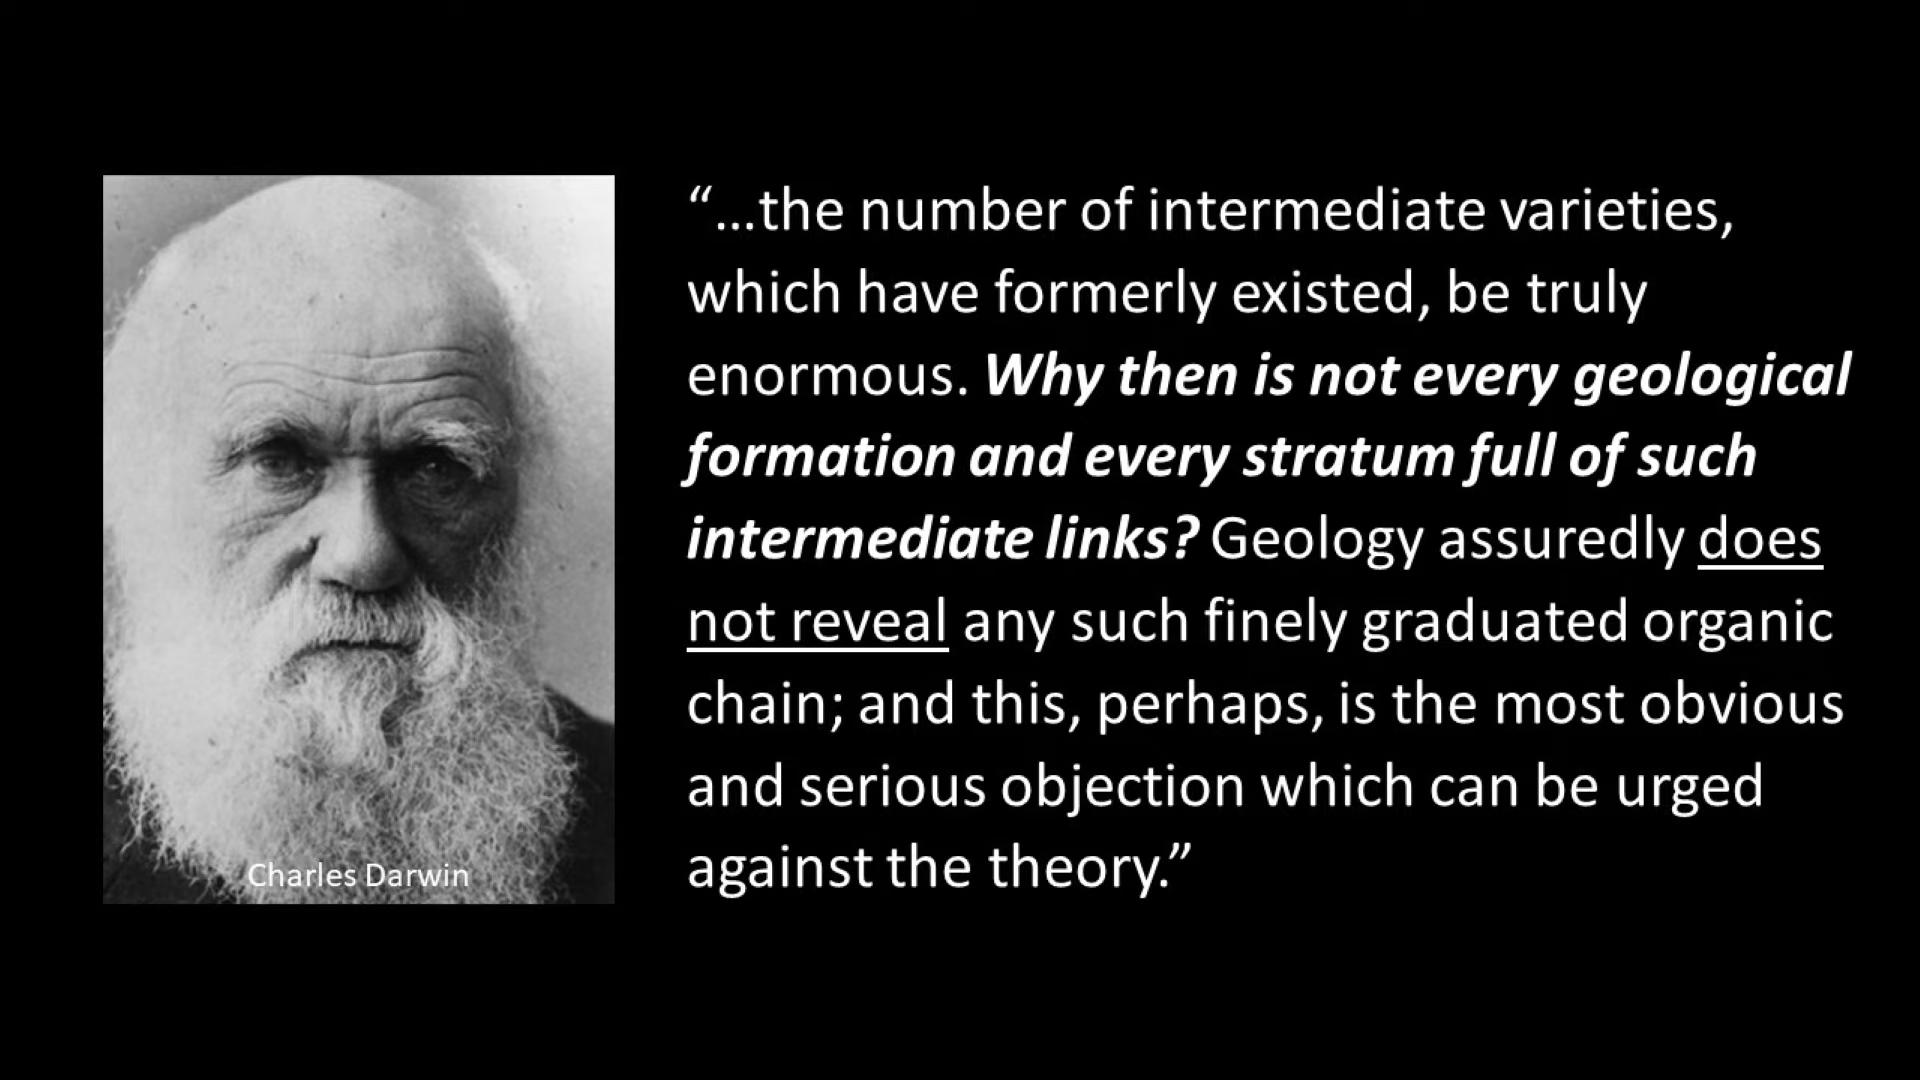 “...the number of intermediate varieties,
which have formerly existed, be truly
enormous. Why then is not every geological
formation and every stratum full of such
intermediate links? Geology assuredly does
not reveal any such finely graduated organic
chain; and this, perhaps, is the most obvious
and serious objection which can be urged
against the theory.”
Charles Darwin